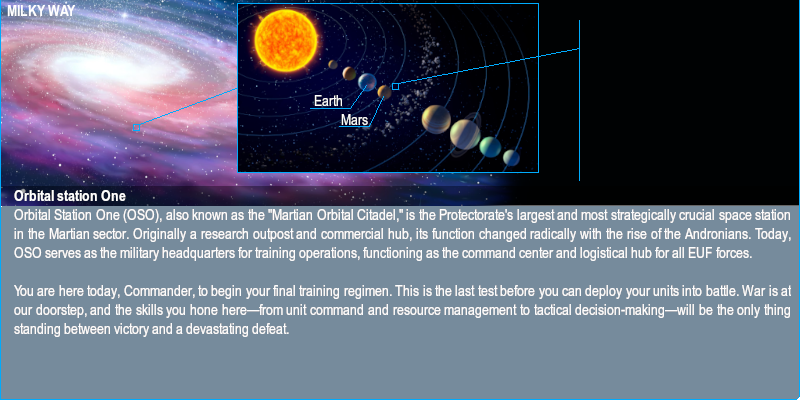 MILKY WAY
Earth
Mars
Orbital station One
Orbital Station One (OSO), also known as the "Martian Orbital Citadel," is the Protectorate's largest and most strategically crucial space station
in the Martian sector. Originally a research outpost and commercial hub, its function changed radically with the rise of the Andronians. Today,
OSO serves as the military headquarters for training operations, functioning as the command center and logistical hub for all EUF forces.
You are here today, Commander, to begin your final training regimen. This is the last test before you can deploy your units into battle. War is at
our doorstep, and the skills you hone here—from unit command and resource management to tactical decision-making—will be the only thing
standing between victory and a devastating defeat.